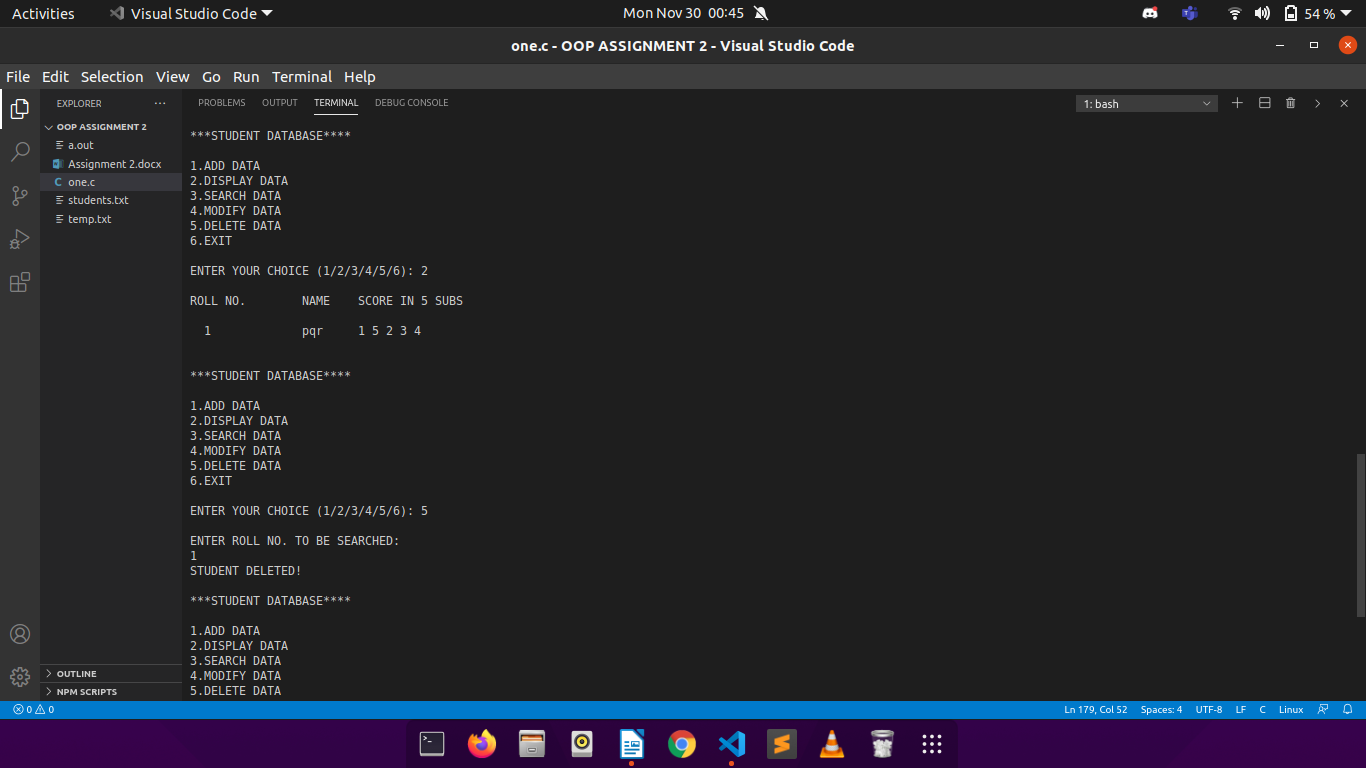 Activities
Visual Studio Code
Mon Nov 30 00:45
54 %
one.c - OOP ASSIGNMENT 2 - Visual Studio Code
File Edit Selection View Go Run Terminal Help
EXPLORER
OOP ASSIGNMENT 2
a.out
Assignment 2.docx
C one.c
students.txt
temp.txt
OUTLINE
NPM SCRIPTS
PROBLEMS OUTPUT TERMINAL DEBUG CONSOLE
1: bash
***STUDENT DATABASE****
1.ADD DATA
2.DISPLAY DATA
3.SEARCH DATA
4.MODIFY DATA
5.DELETE DATA
6.EXIT
ENTER YOUR CHOICE (1/2/3/4/5/6): 2
ROLL NO. NAME SCORE IN 5 SUBS
1 pqr 1 5 2 3 4
***STUDENT DATABASE****
1.ADD DATA
2.DISPLAY DATA
3.SEARCH DATA
4.MODIFY DATA
5.DELETE DATA
6.EXIT
ENTER YOUR CHOICE (1/2/3/4/5/6): 5
ENTER ROLL NO. TO BE SEARCHED:
1
STUDENT DELETED!
***STUDENT DATABASE****
1.ADD DATA
2.DISPLAY DATA
3.SEARCH DATA
4.MODIFY DATA
5.DELETE DATA
0 0
Ln 179, Col 52 Spaces: 4 UTF-8 LF C Linux